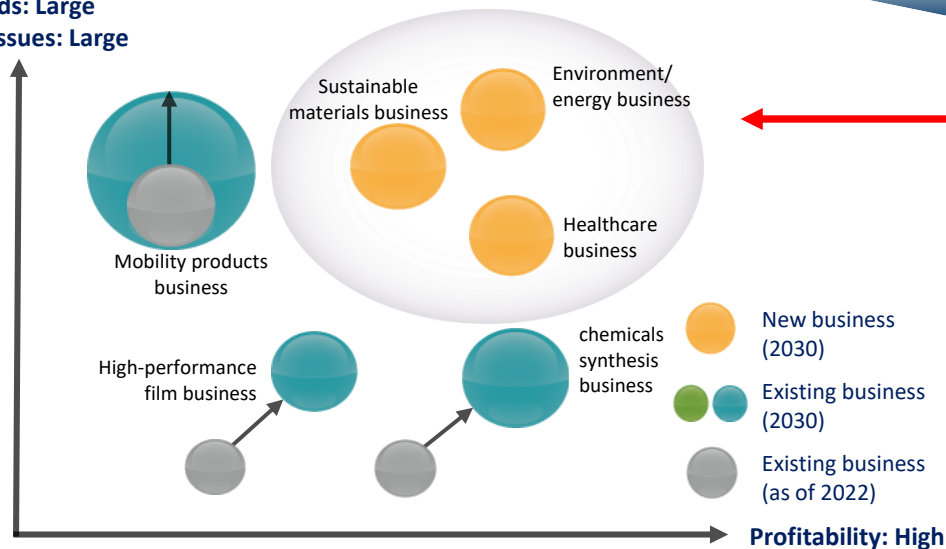 ds: Large
ssues: Large
Sustainable
materials business
Environment/
energy business
Healthcare
business
Mobility products
business
High-performance
film business
chemicals
synthesis
business
New business
(2030)
Existing business
(2030)
Existing business
(as of 2022)
Profitability: High